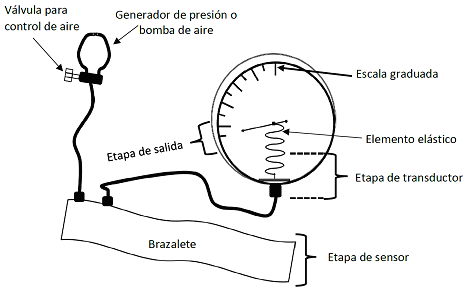 Válvula para
control de aire
Generador de presión o
bomba de aire
Escala graduada
Elemento elástico
Etapa de salida
Etapa de transductor
Brazalete
Etapa de sensor